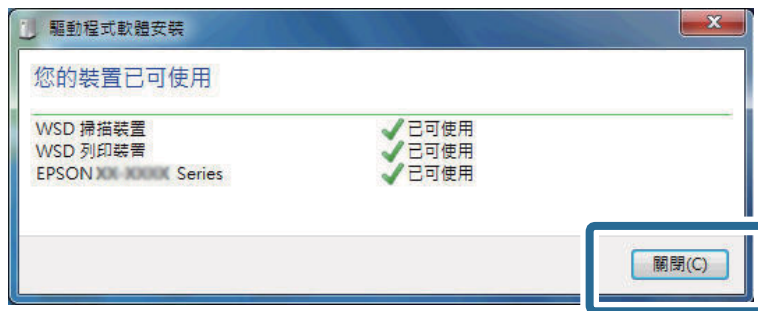 驅動程式軟體安裝
您的裝置已可使用
WSD 掃描裝置 已可使用
WSD 列印裝置 已可使用
EPSON Series 已可使用
關閉(C)